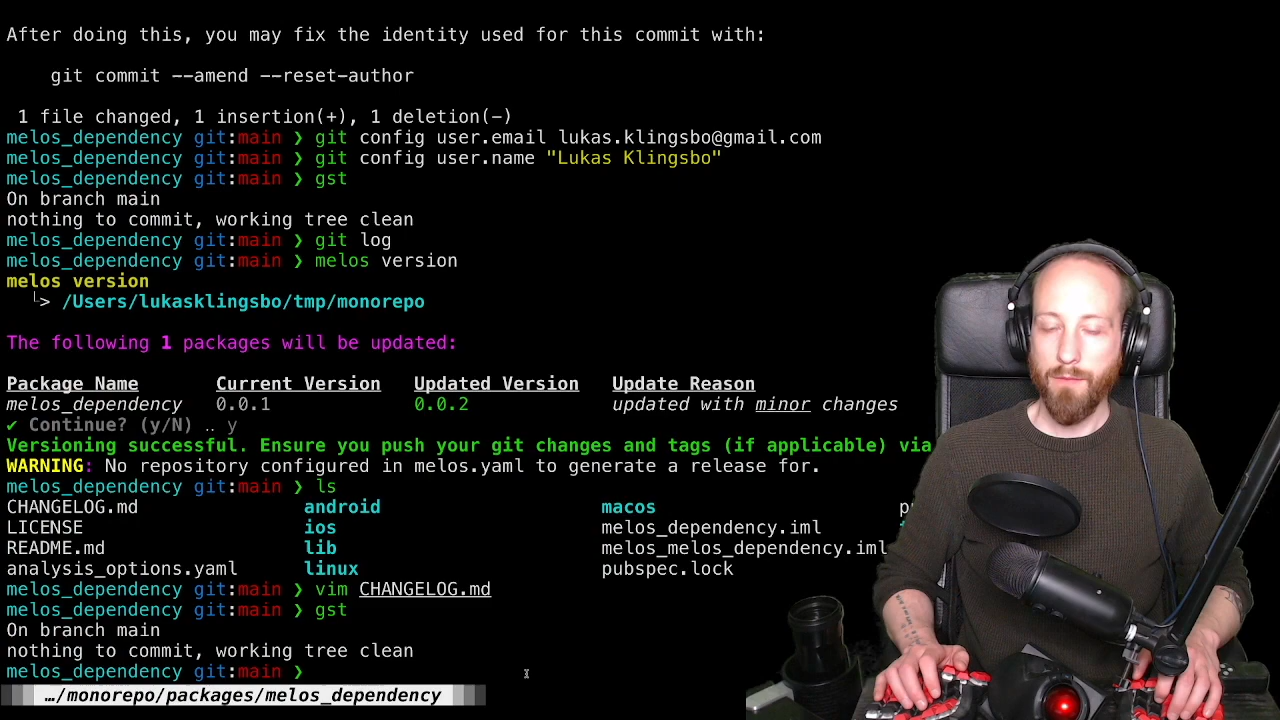 After doing this, you may fix the identity used for this commit with:
git commit --amend --reset-author
1 file changed, 1 insertion(+), 1 deletion(-)
melos_dependency git:main ❯ git config user.email lukas.klingsbo@gmail.com
melos_dependency git:main ❯ git config user.name "Lukas Klingsbo"
melos_dependency git:main ❯ gst
On branch main
nothing to commit, working tree clean
melos_dependency git:main ❯ git log
melos_dependency git:main ❯ melos version
melos version
└> /Users/lukasklingsbo/tmp/monorepo
The following 1 packages will be updated:
Package Name Current Version Updated Version Update Reason
melos_dependency 0.0.1 0.0.2 updated with minor changes
✔ Continue? (y/N) .. y
Versioning successful. Ensure you push your git changes and tags (if applicable) via
WARNING: No repository configured in melos.yaml to generate a release for.
melos_dependency git:main ❯ ls
CHANGELOG.md android macos
LICENSE ios melos_dependency.iml
README.md lib melos_melos_dependency.iml
analysis_options.yaml linux pubspec.lock
melos_dependency git:main ❯ vim CHANGELOG.md
melos_dependency git:main ❯ gst
On branch main
nothing to commit, working tree clean
melos_dependency git:main ❯
…/monorepo/packages/melos_dependency